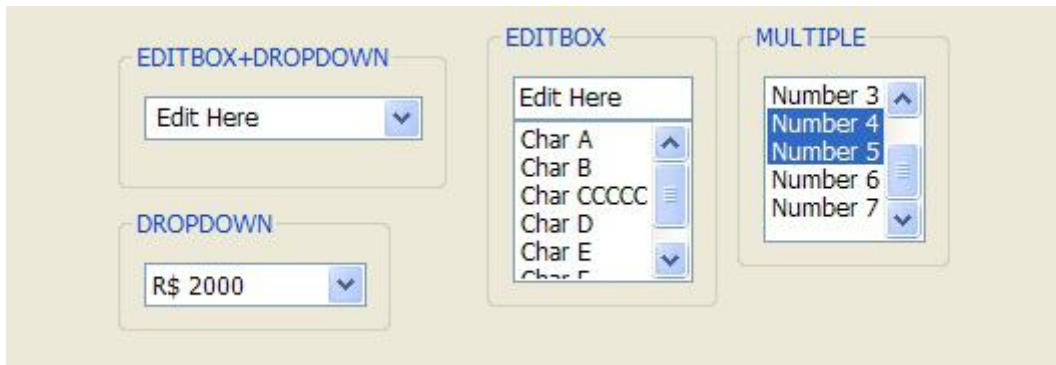 EDITBOX+DROPDOWN
Edit Here
DROPDOWN
R$ 2000
EDITBOX
Edit Here
Char A
Char B
Char CCCCC
Char D
Char E
MULTIPLE
Number 3
Number 4
Number 5
Number 6
Number 7